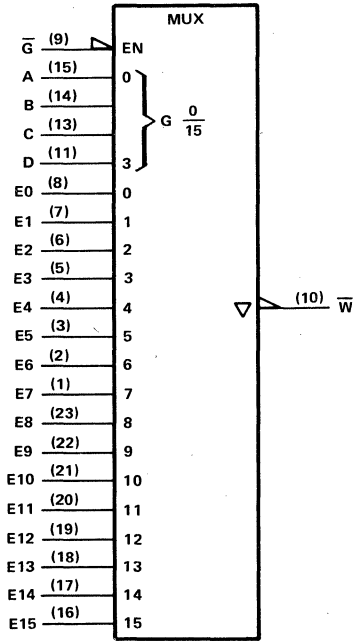 MUX
G̅ (9) EN
A (15) 0
B (14)
C (13)
D (11) 3
G 0/15
E0 (8) 0
E1 (7) 1
E2 (6) 2
E3 (5) 3
E4 (4) 4
(10) W̅
E5 (3) 5
E6 (2) 6
E7 (1) 7
E8 (23) 8
E9 (22) 9
E10 (21) 10
E11 (20) 11
E12 (19) 12
E13 (18) 13
E14 (17) 14
E15 (16) 15